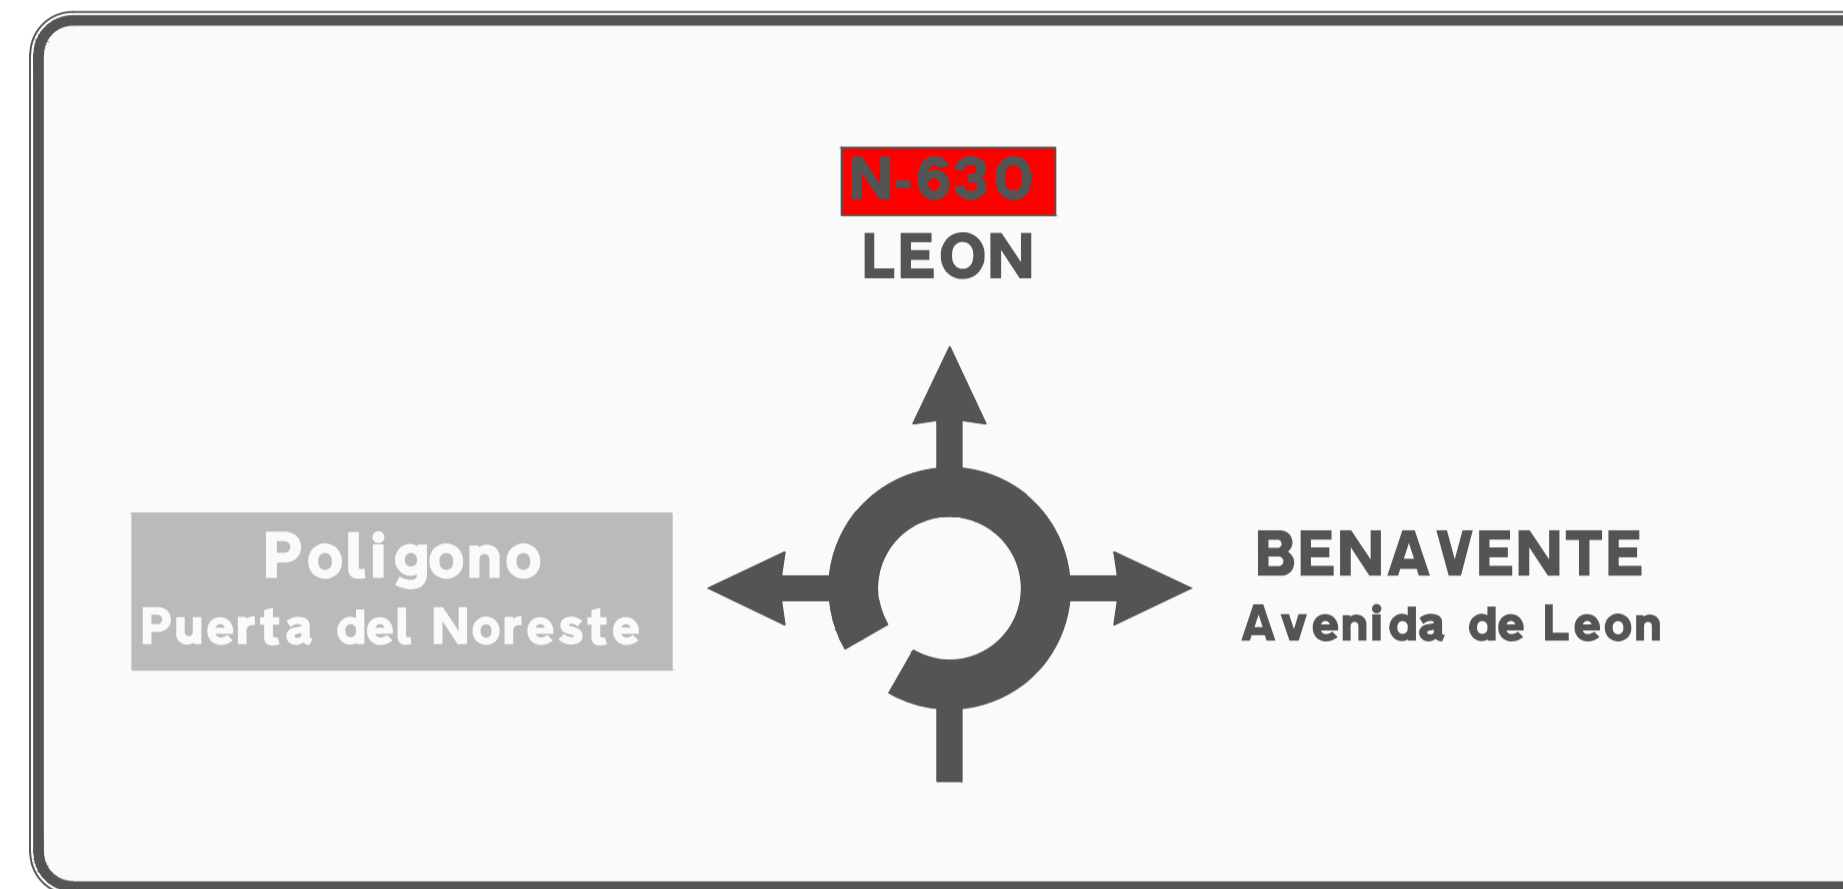 N-630
LEON
Poligono
Puerta del Noreste
BENAVENTE
Avenida de Leon